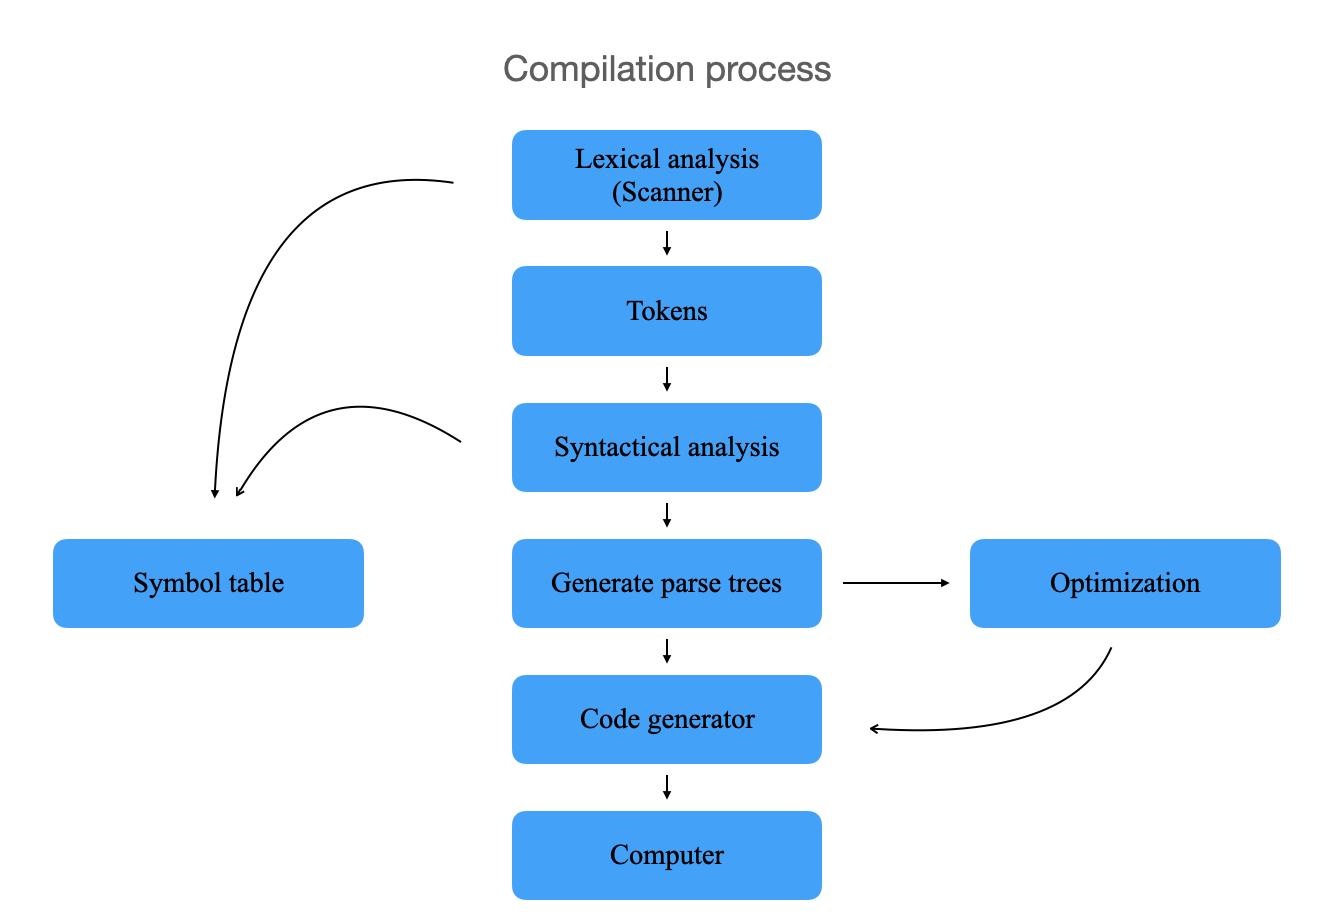 Compilation process
Lexical analysis
(Scanner)
Tokens
Syntactical analysis
Symbol table
Generate parse trees
Optimization
Code generator
Computer